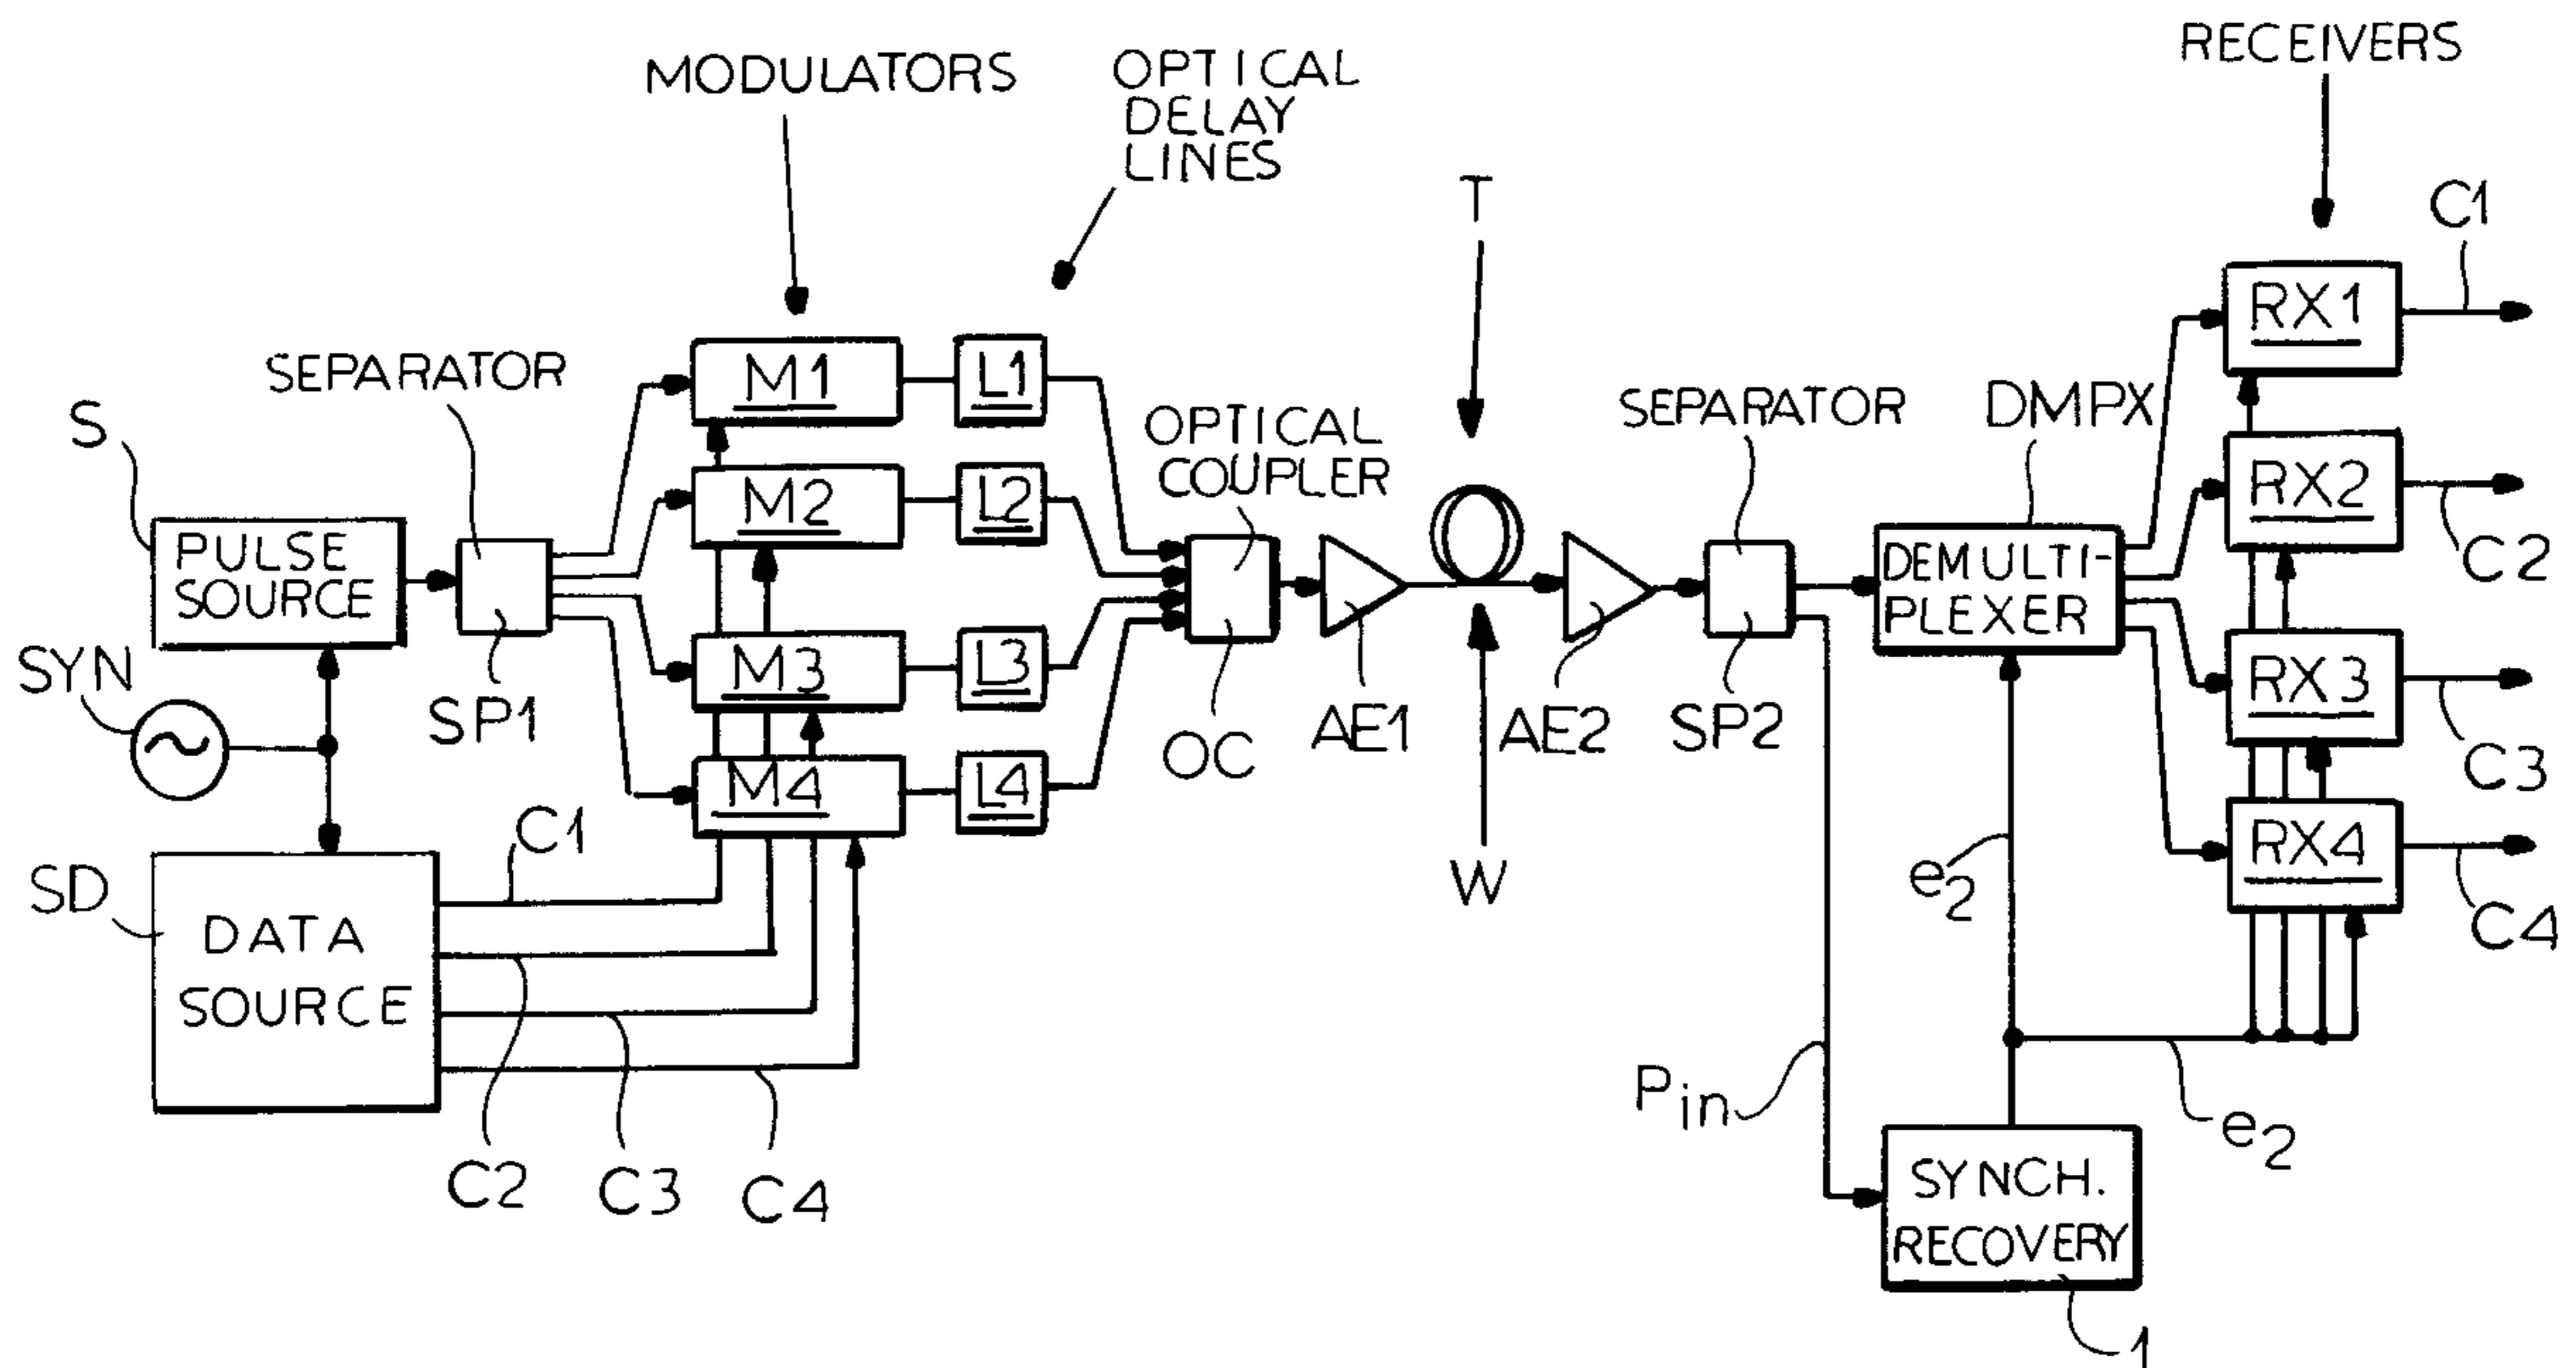 RECEIVERS
MODULATORS
OPTICAL
DELAY
LINES
T
C1
RX1
SEPARATOR
M1
L1
SEPARATOR
DMPX
S
OPTICAL
COUPLER
M2
L2
RX2
C2
PULSE
SOURCE
DEMULTI-
PLEXER
SYN
SP1
M3
L3
OC
AE1
AE2
SP2
RX3
C3
M4
L4
W
e2
RX4
C4
SD
C1
DATA
SOURCE
C2
C3
C4
Pin
e2
SYNCH.
RECOVERY
1